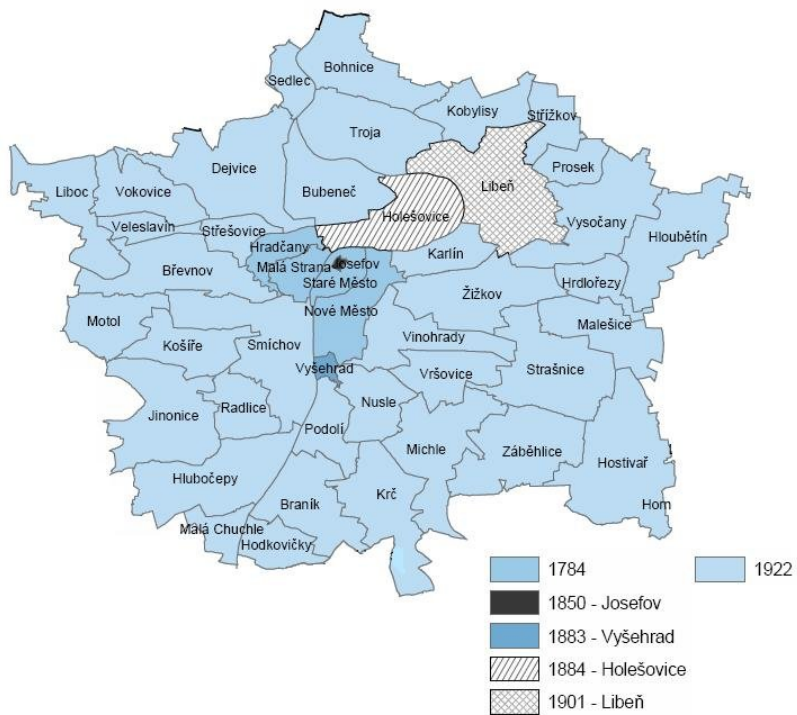 Bohnice
Sedlec
Kobylisy
Střížkov
Troja
Dejvice
Prosek
Liboc
Vokovice
Bubeneč
Libeň
Holešovice
Vysočany
Veleslavín
Střešovice
Hloubětín
Hradčany
Karlín
Břevnov
Malá Strana
Josefov
Staré Město
Hrdlořezy
Žižkov
Nové Město
Motol
Malešice
Košíře
Smíchov
Vinohrady
Vyšehrad
Vršovice
Strašnice
Jinonice
Radlice
Nusle
Podolí
Michle
Záběhlice
Hostivař
Hlubočepy
Braník
Krč
Horn
Malá Chuchle
Hodkovičky
1784
1922
1850 - Josefov
1883 - Vyšehrad
1884 - Holešovice
1901 - Libeň